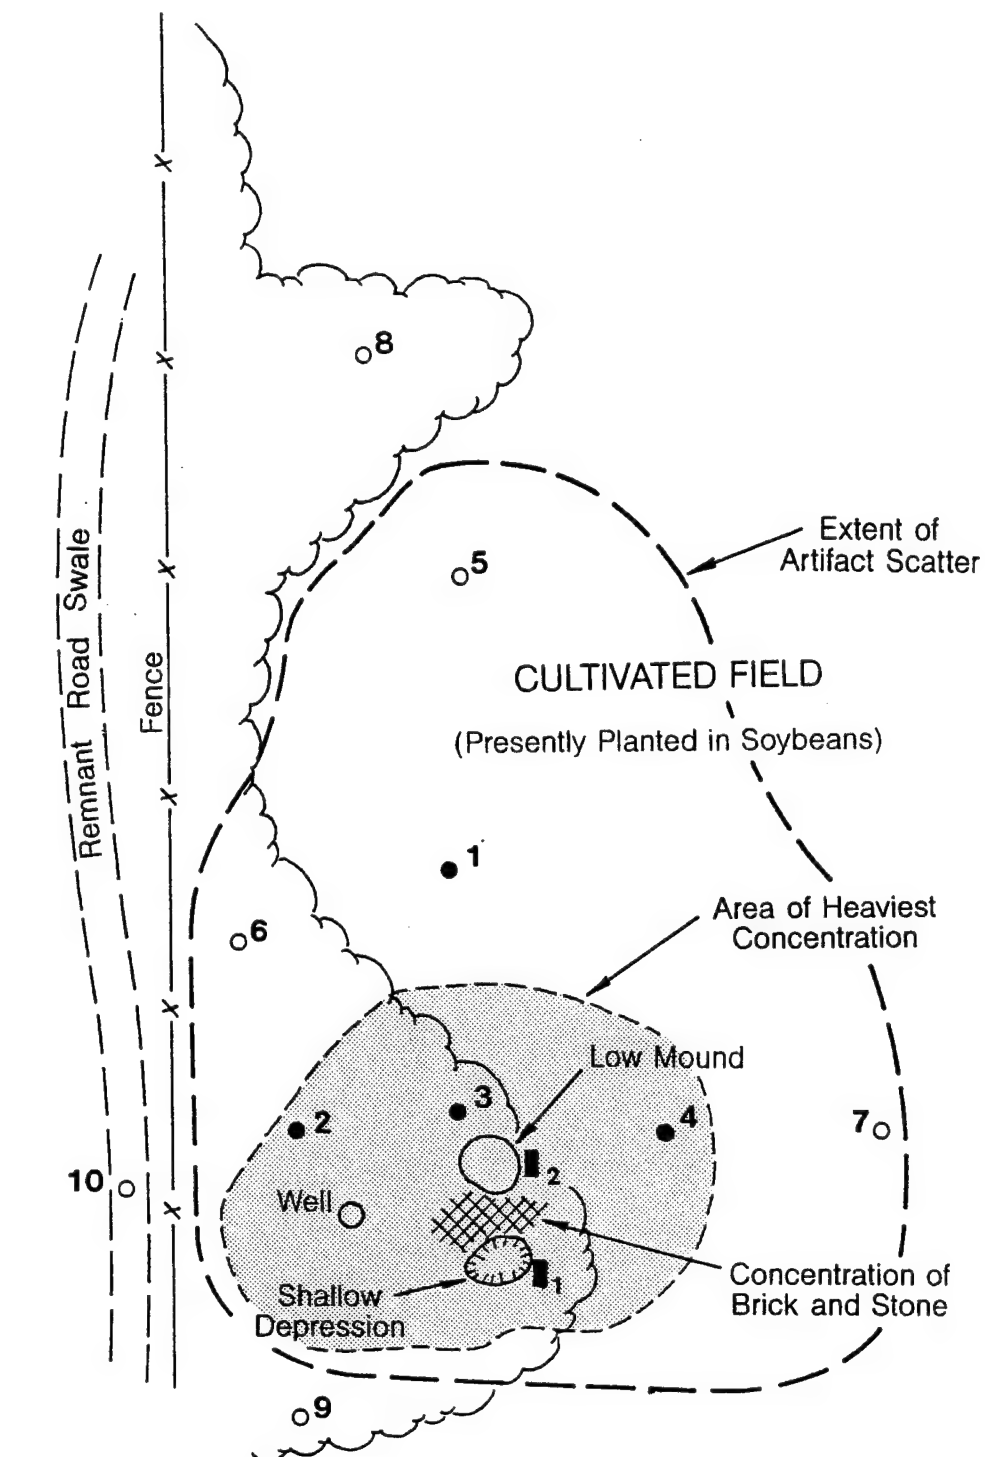 8
Extent of
Artifact Scatter
5
CULTIVATED FIELD
(Presently Planted in Soybeans)
Remnant Road Swale
Fence
1
Area of Heaviest
Concentration
6
Low Mound
3
2
4
7
2
10
Well
Concentration of
Brick and Stone
1
Shallow
Depression
9